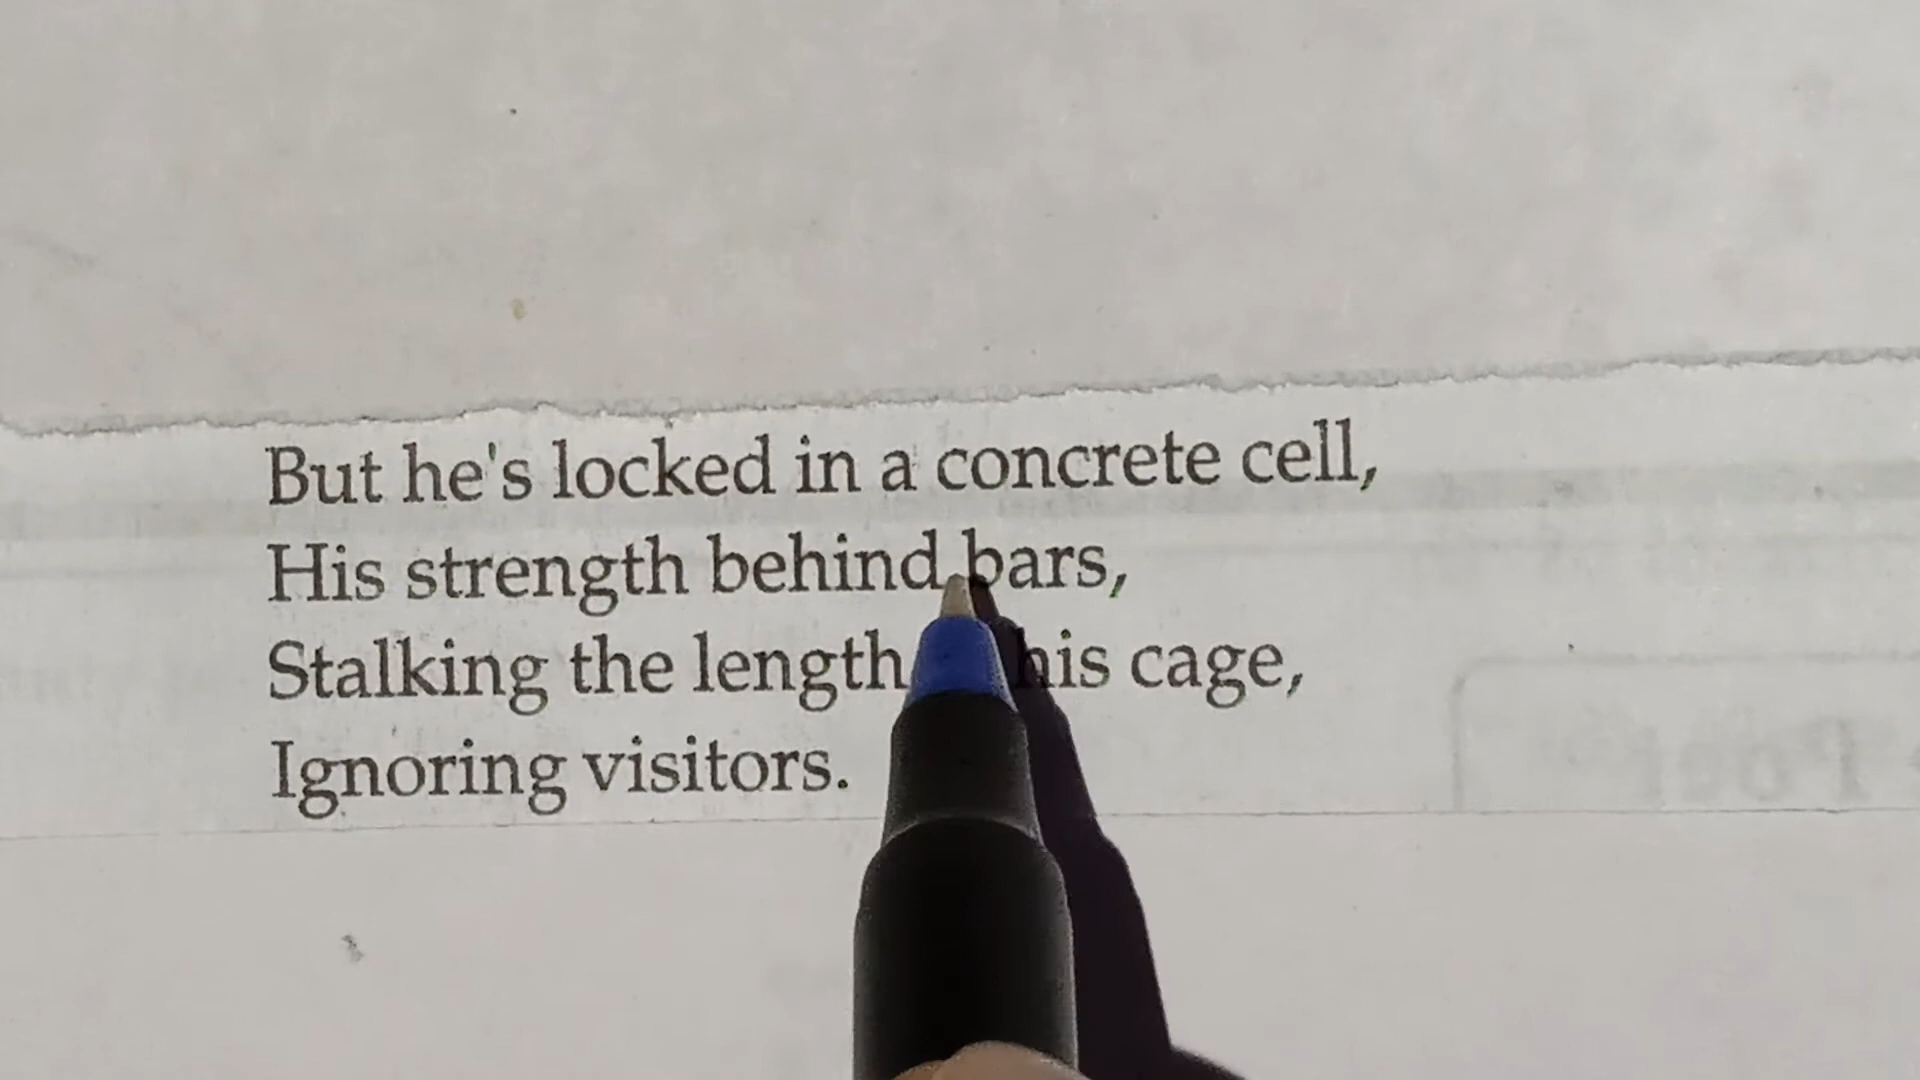 But he's locked in a concrete cell,
His strength behind bars,
Stalking the length his cage,
Ignoring visitors.